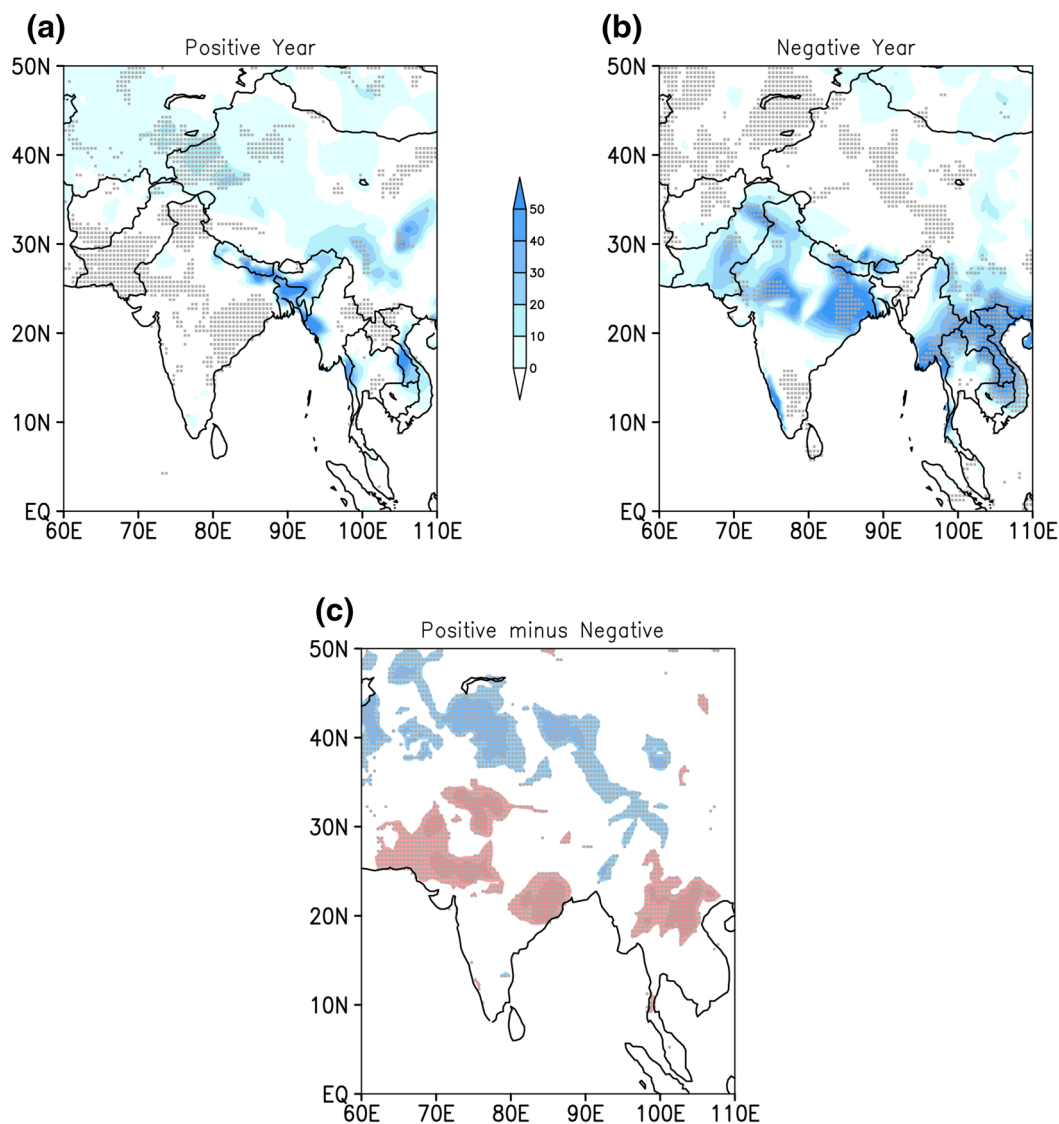 (a)
Positive Year
50N
40N
30N
20N
10N
EQ
60E 70E 80E 90E 100E 110E
50
40
30
20
10
0
(b)
Negative Year
50N
40N
30N
20N
10N
EQ
60E 70E 80E 90E 100E 110E
(c)
Positive minus Negative
50N
40N
30N
20N
10N
EQ
60E 70E 80E 90E 100E 110E